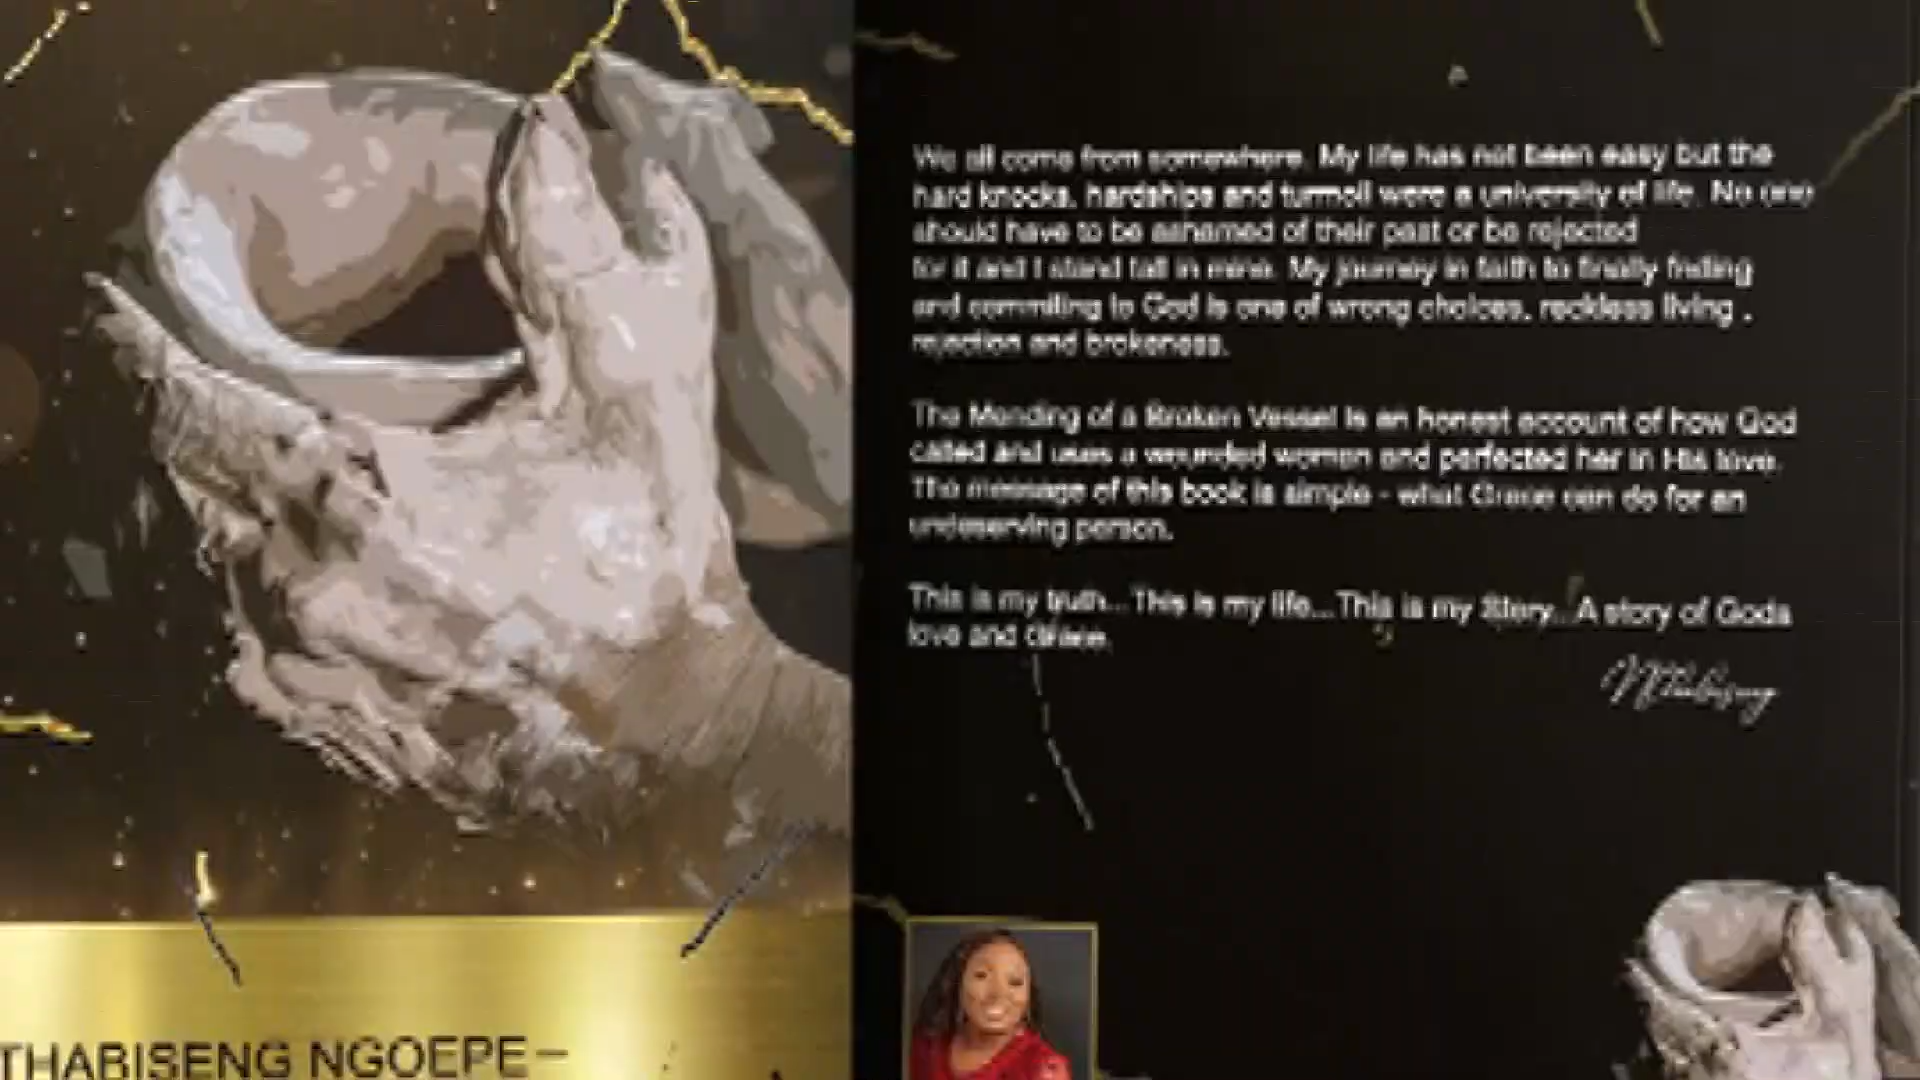 We all come from somewhere. My life has not been easy but the
hard knocks, hardships and turmoil were a university of life. No one
should have to be ashamed of their past or be rejected
for it and I stand tall in mine. My journey in faith to finally finding
and commiting to God is one of wrong choices, reckless living ,
rejection and brokeness.
The Mending of a Broken Vessel is an honest account of how God
called and uses a wounded woman and perfected her in His love.
The message of this book is simple - what Grace can do for an
undeserving person.
This is my truth... This is my life...This is my Story...A story of Gods
love and Grace.
THABISENG NGOEPE–